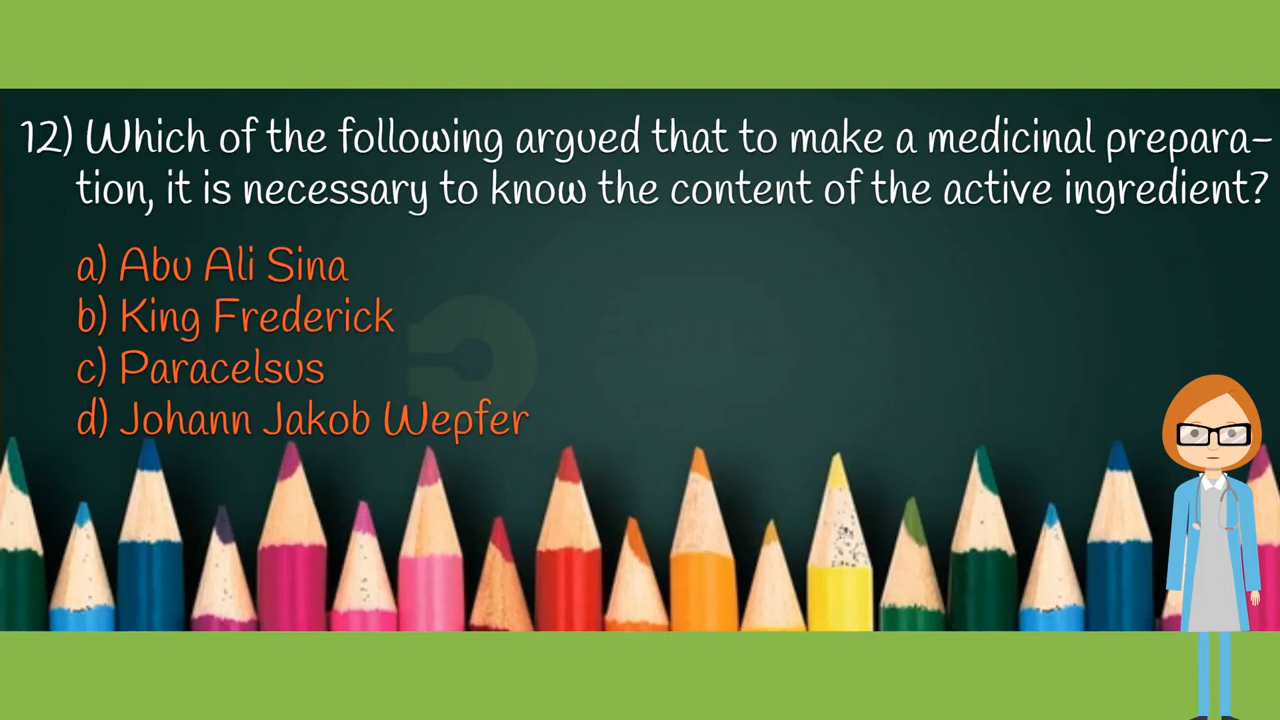 12) Which of the following argued that to make a medicinal prepara-
tion, it is necessary to know the content of the active ingredient?
a) Abu Ali Sina
b) King Frederick
c) Paracelsus
d) Johann Jakob Wepfer